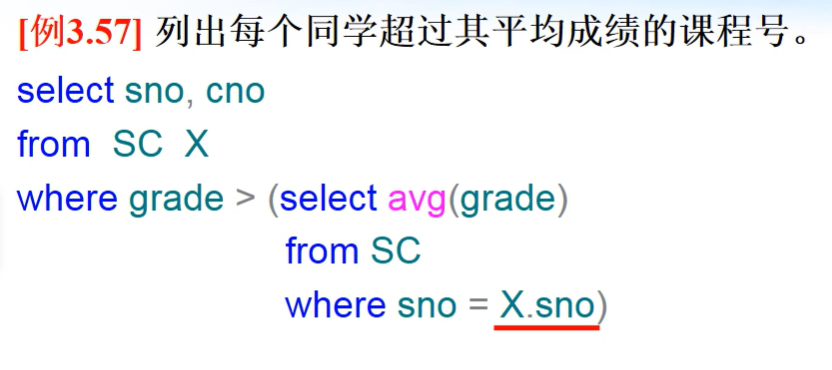 [例3.57] 列出每个同学超过其平均成绩的课程号。
select sno, cno
from SC X
where grade > (select avg(grade)
from SC
where sno = X.sno)